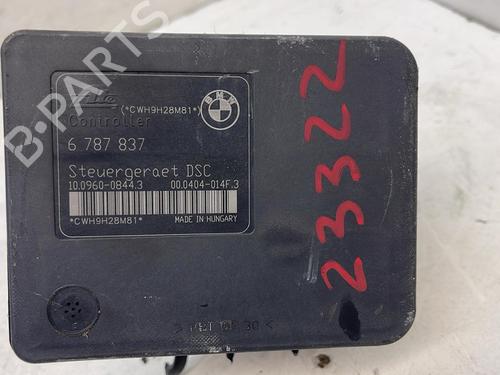 (*CWH9H28M81*)
BMW
Controller
6 787 837
Steuergeraet DSC
10.0960-0844.3 00.0404-014F.3
*CWH9H28M81* MADE IN HUNGARY
23322
B-PARTS